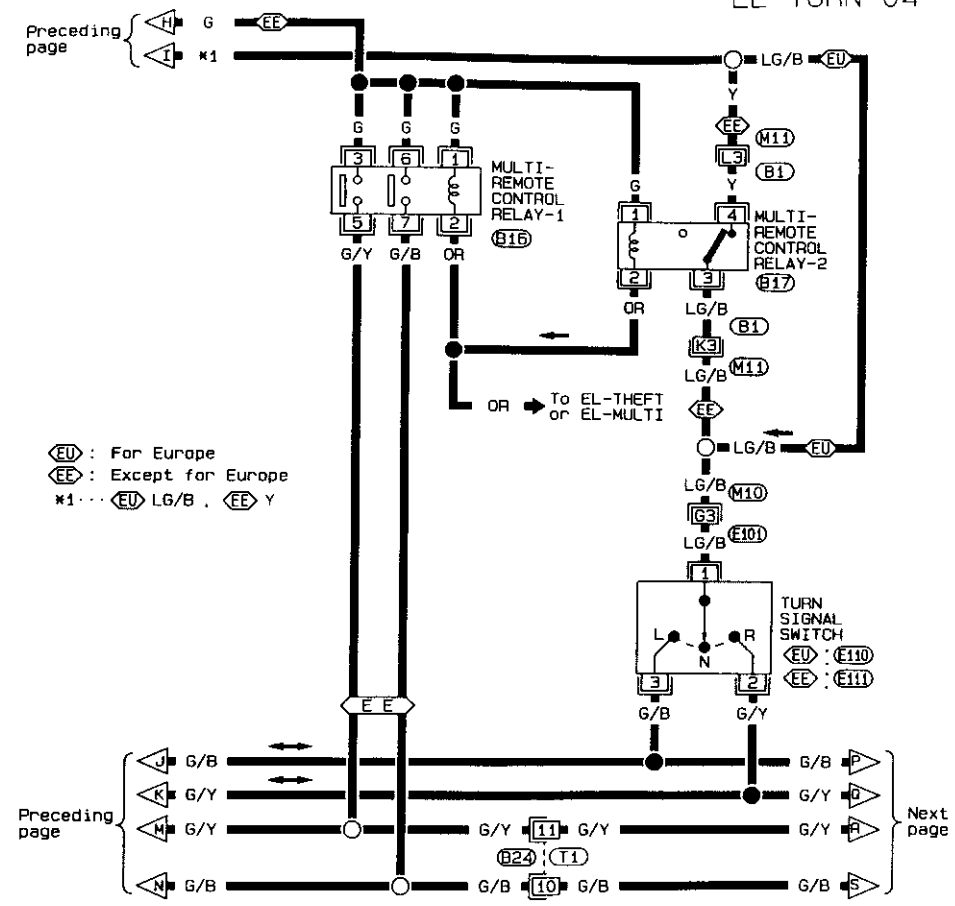 EL-TURN-04
Preceding page
H G EE
I *1
LG/B EU
Y
EE
M11
L3
B1
Y
G G G
3 6 1
MULTI-
REMOTE
CONTROL
RELAY-1
B16
5 7 2
G/Y G/B OR
G
1 4
MULTI-
REMOTE
CONTROL
RELAY-2
B17
2 3
OR LG/B
B1
K3
M11
LG/B
EE
OR To EL-THEFT
or EL-MULTI
LG/B EU
EU : For Europe
EE : Except for Europe
*1··· EU LG/B , EE Y
LG/B M10
G3
LG/B E101
1
TURN
SIGNAL
SWITCH
EU : E110
EE : E111
L N R
3 2
G/B G/Y
E E
Preceding
page
J G/B G/B P
K G/Y G/Y Q
M G/Y G/Y 11 G/Y G/Y R
B24 T1
N G/B G/B 10 G/B G/B S
Next
page